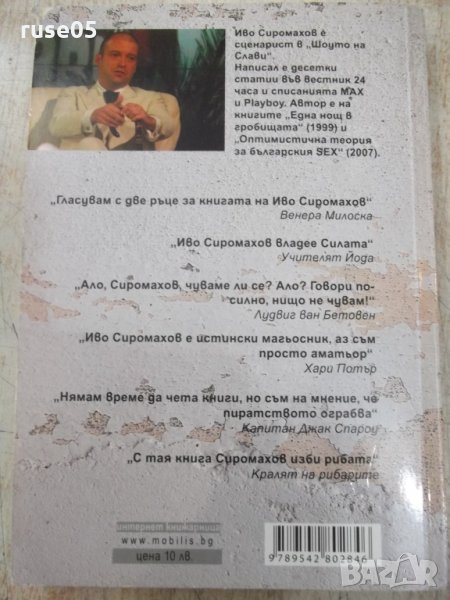 ruse05
Иво Сиромахов е
сценарист в „Шоуто на
Слави“.
Написал е десетки
статии във вестник 24
часа и списанията MAX
и Playboy. Автор е на
книгите „Една нощ в
гробищата“ (1999) и
„Оптимистична теория
за българския SEX“ (2007).
„Гласувам с две ръце за книгата на Иво Сиромахов“
Венера Милоска
„Иво Сиромахов владее Силата“
Учителят Йода
„Ало, Сиромахов, чуваме ли се? Ало? Говори по-
силно, нищо не чувам!“
Лудвиг ван Бетовен
„Иво Сиромахов е истински магьосник, аз съм
просто аматьор“
Хари Потър
„Нямам време да чета книги, но съм на мнение, че
пиратството ограбва“
Капитан Джак Спароу
„С тая книга Сиромахов изби рибата“
Кралят на рибарите
интернет книжарница
www.mobilis.bg
цена 10 лв.
9789542802846
BAZAR
.bg